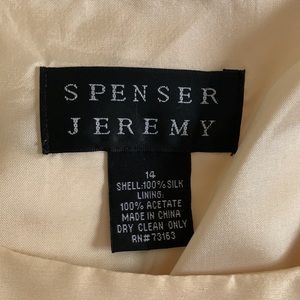 SPENSER
JEREMY
14
SHELL:100% SILK
LINING:
100% ACETATE
MADE IN CHINA
DRY CLEAN ONLY
RN#73163